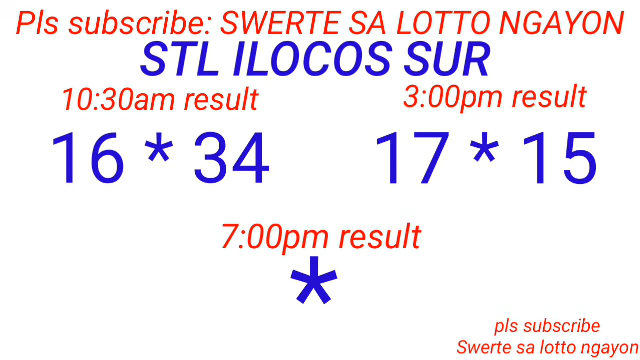 Pls subscribe: SWERTE SA LOTTO NGAYON
STL ILOCOS SUR
10:30am result
3:00pm result
16 * 34
17 * 15
7:00pm result
*
pls subscribe
Swerte sa lotto ngayon